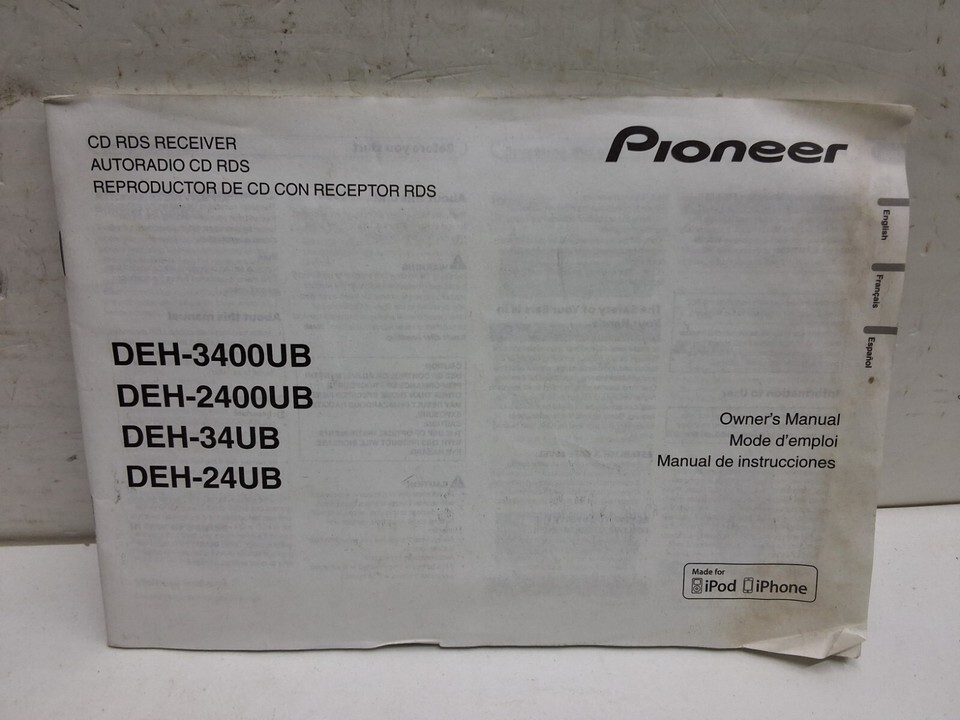 CD RDS RECEIVER
AUTORADIO CD RDS
REPRODUCTOR DE CD CON RECEPTOR RDS
Pioneer
English
Français
Español
DEH-3400UB
DEH-2400UB
DEH-34UB
DEH-24UB
Owner's Manual
Mode d'emploi
Manual de instrucciones
Made for
iPod iPhone